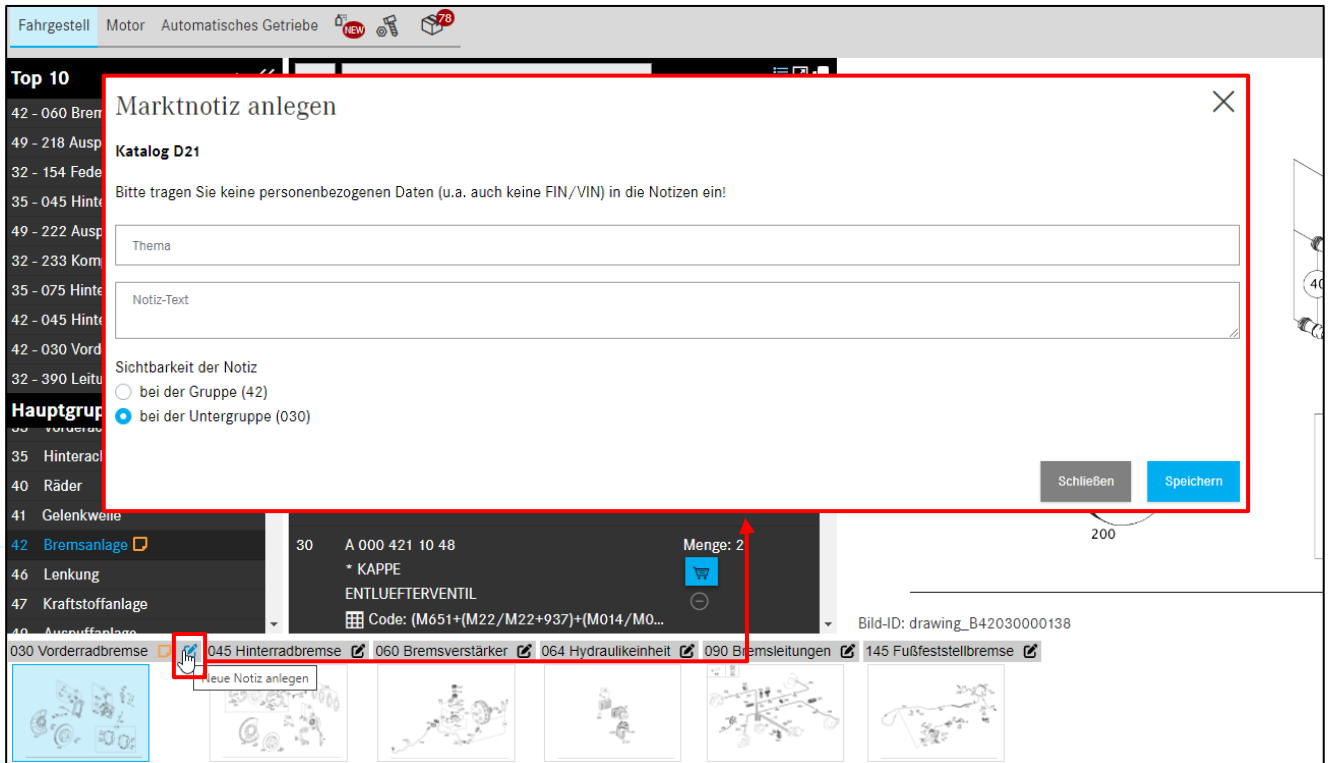 Fahrgestell Motor Automatisches Getriebe NEW 78
Top 10
42 - 060 Brem
49 - 218 Ausp
32 - 154 Fede
35 - 045 Hinte
49 - 222 Ausp
32 - 233 Kom
35 - 075 Hinte
42 - 045 Hinte
42 - 030 Vord
32 - 390 Leitu
Hauptgrup
35 Hinterac
40 Räder
41 Gelenkwelle
42 Bremsanlage
46 Lenkung
47 Kraftstoffanlage
49 Auspuffanlage
Marktnotiz anlegen
Katalog D21
Bitte tragen Sie keine personenbezogenen Daten (u.a. auch keine FIN/VIN) in die Notizen ein!
Thema
Notiz-Text
Sichtbarkeit der Notiz
bei der Gruppe (42)
bei der Untergruppe (030)
Schließen Speichern
30 A 000 421 10 48 Menge: 2
* KAPPE
ENTLUEFTERVENTIL
Code: (M651+(M22/M22+937)+(M014/M0...
40
200
Bild-ID: drawing_B42030000138
030 Vorderradbremse 045 Hinterradbremse 060 Bremsverstärker 064 Hydraulikeinheit 090 Bremsleitungen 145 Fußfeststellbremse
Neue Notiz anlegen